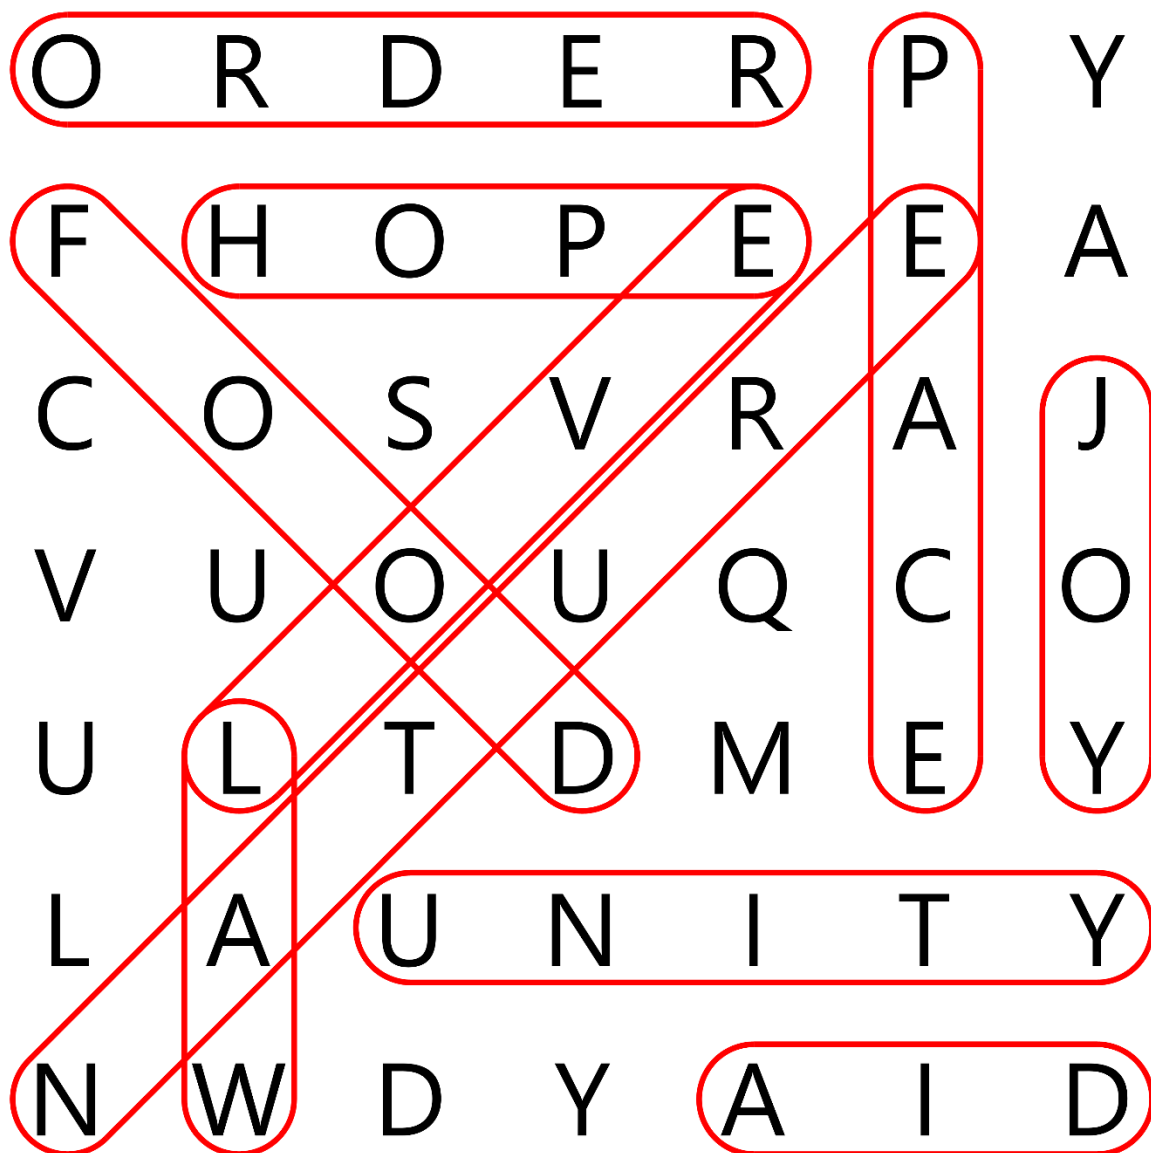 O R D E R P Y
F H O P E E A
C O S V R A J
V U O U Q C O
U L T D M E Y
L A U N I T Y
N W D Y A I D